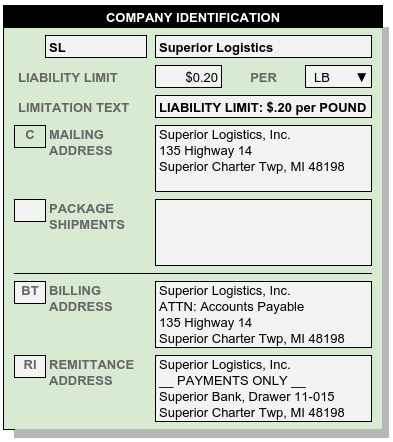 COMPANY IDENTIFICATION
SL Superior Logistics
LIABILITY LIMIT $0.20 PER LB ▼
LIMITATION TEXT LIABILITY LIMIT: $.20 per POUND
C MAILING ADDRESS
Superior Logistics, Inc.
135 Highway 14
Superior Charter Twp, MI 48198
PACKAGE SHIPMENTS
BT BILLING ADDRESS
Superior Logistics, Inc.
ATTN: Accounts Payable
135 Highway 14
Superior Charter Twp, MI 48198
RI REMITTANCE ADDRESS
Superior Logistics, Inc.
__ PAYMENTS ONLY __
Superior Bank, Drawer 11-015
Superior Charter Twp, MI 48198